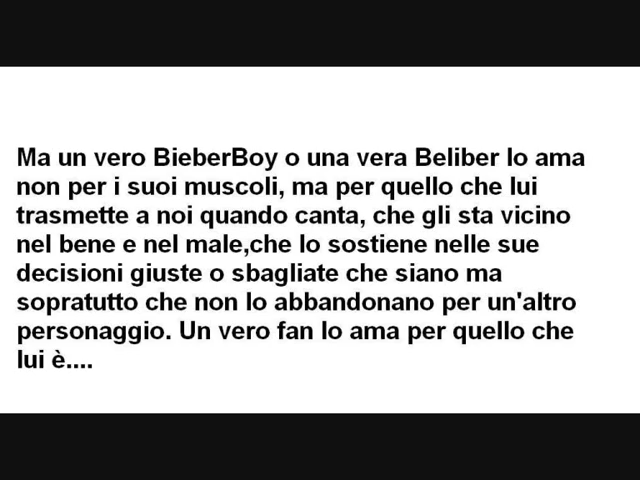 Ma un vero BieberBoy o una vera Beliber lo ama
non per i suoi muscoli, ma per quello che lui
trasmette a noi quando canta, che gli sta vicino
nel bene e nel male,che lo sostiene nelle sue
decisioni giuste o sbagliate che siano ma
sopratutto che non lo abbandonano per un'altro
personaggio. Un vero fan lo ama per quello che
lui è....